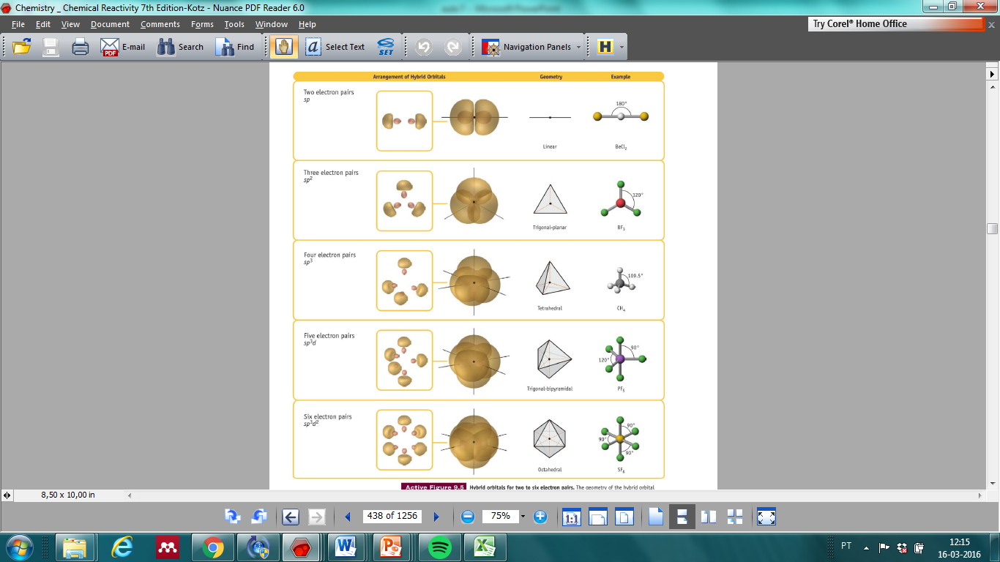 Chemistry _ Chemical Reactivity 7th Edition-Kotz - Nuance PDF Reader 6.0
File Edit View Document Comments Forms Tools Window Help
Try Corel® Home Office
PDF E-mail Search Find Select Text SET Navigation Panels H
Arrangement of Hybrid Orbitals Geometry Example
Two electron pairs
sp
180°
Linear BeCl₂
Three electron pairs
sp²
120°
Trigonal-planar BF₃
Four electron pairs
sp³
109.5°
Tetrahedral CH₄
Five electron pairs
sp³d
90°
120°
Trigonal-bipyramidal PF₅
Six electron pairs
sp³d²
90°
90°
90°
Octahedral SF₆
Active Figure 9.5 Hybrid orbitals for two to six electron pairs. The geometry of the hybrid orbital
8,50 x 10,00 in
438 of 1256 75% 1:1
PT 12:15
16-03-2016